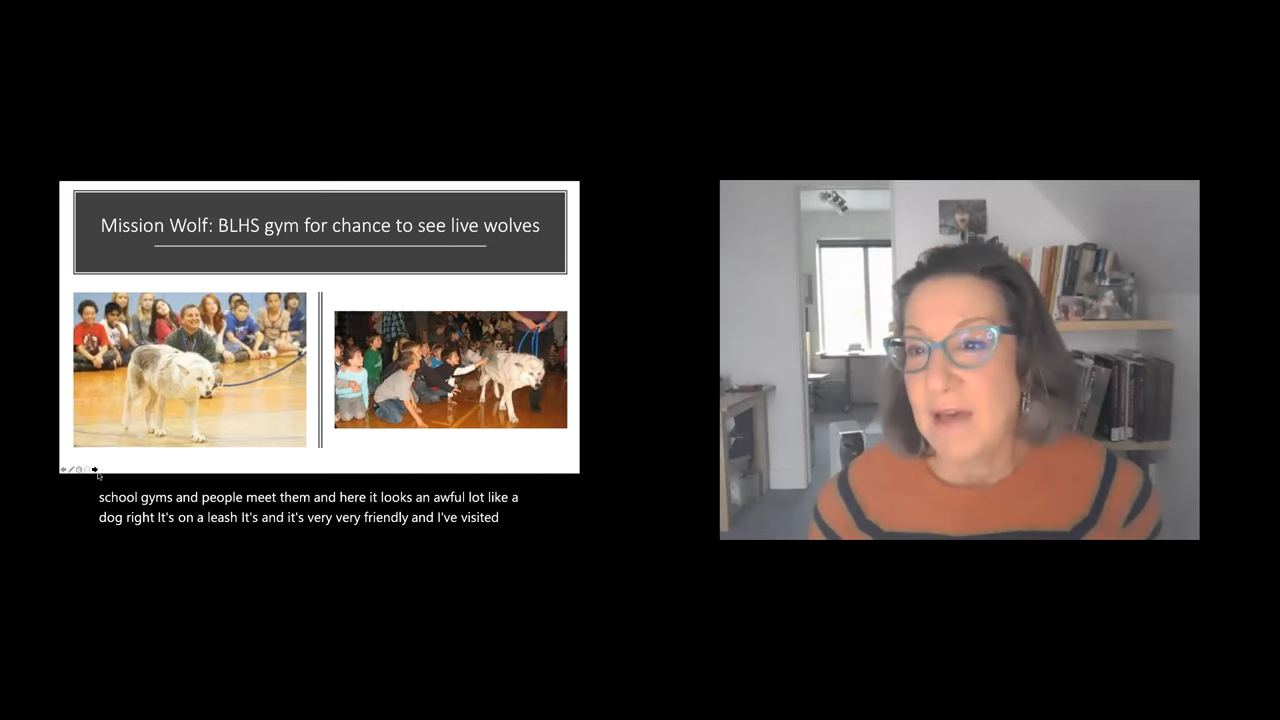 Mission Wolf: BLHS gym for chance to see live wolves
school gyms and people meet them and here it looks an awful lot like a
dog right It's on a leash It's and it's very very friendly and I've visited